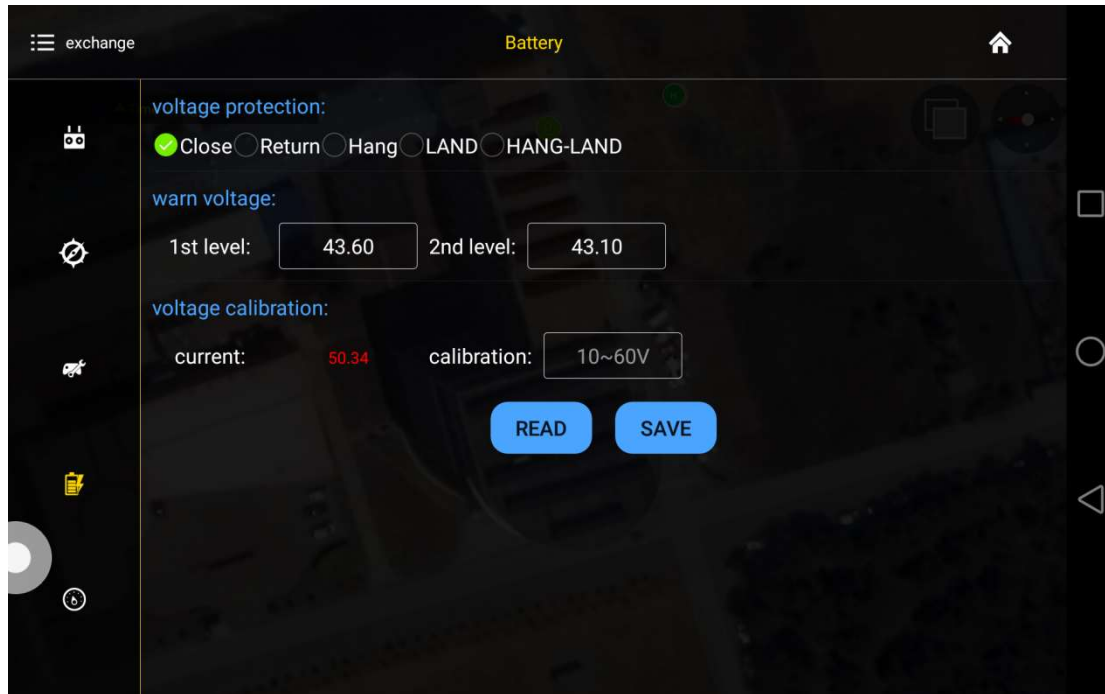 exchange Battery
voltage protection:
Close Return Hang LAND HANG-LAND
warn voltage:
1st level: 43.60 2nd level: 43.10
voltage calibration:
current: 50.34 calibration: 10~60V
READ SAVE